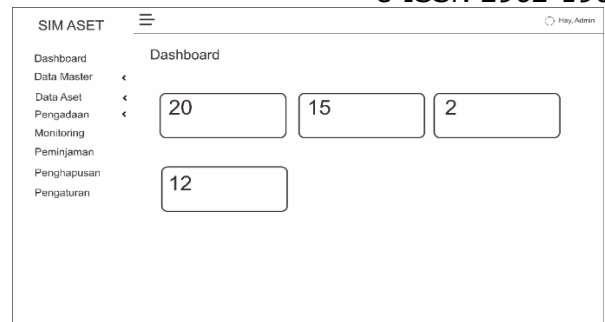 SIM ASET
Hay, Admin
Dashboard
Data Master
Data Aset
Pengadaan
Monitoring
Peminjaman
Penghapusan
Pengaturan
Dashboard
20
15
2
12